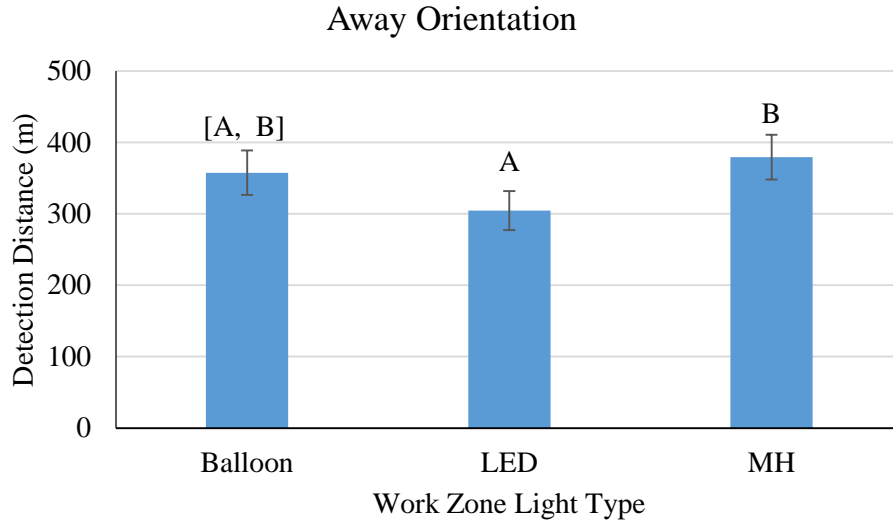 Away Orientation
500
400
300
200
100
0
Detection Distance (m)
[A, B]
A
B
Balloon LED MH
Work Zone Light Type